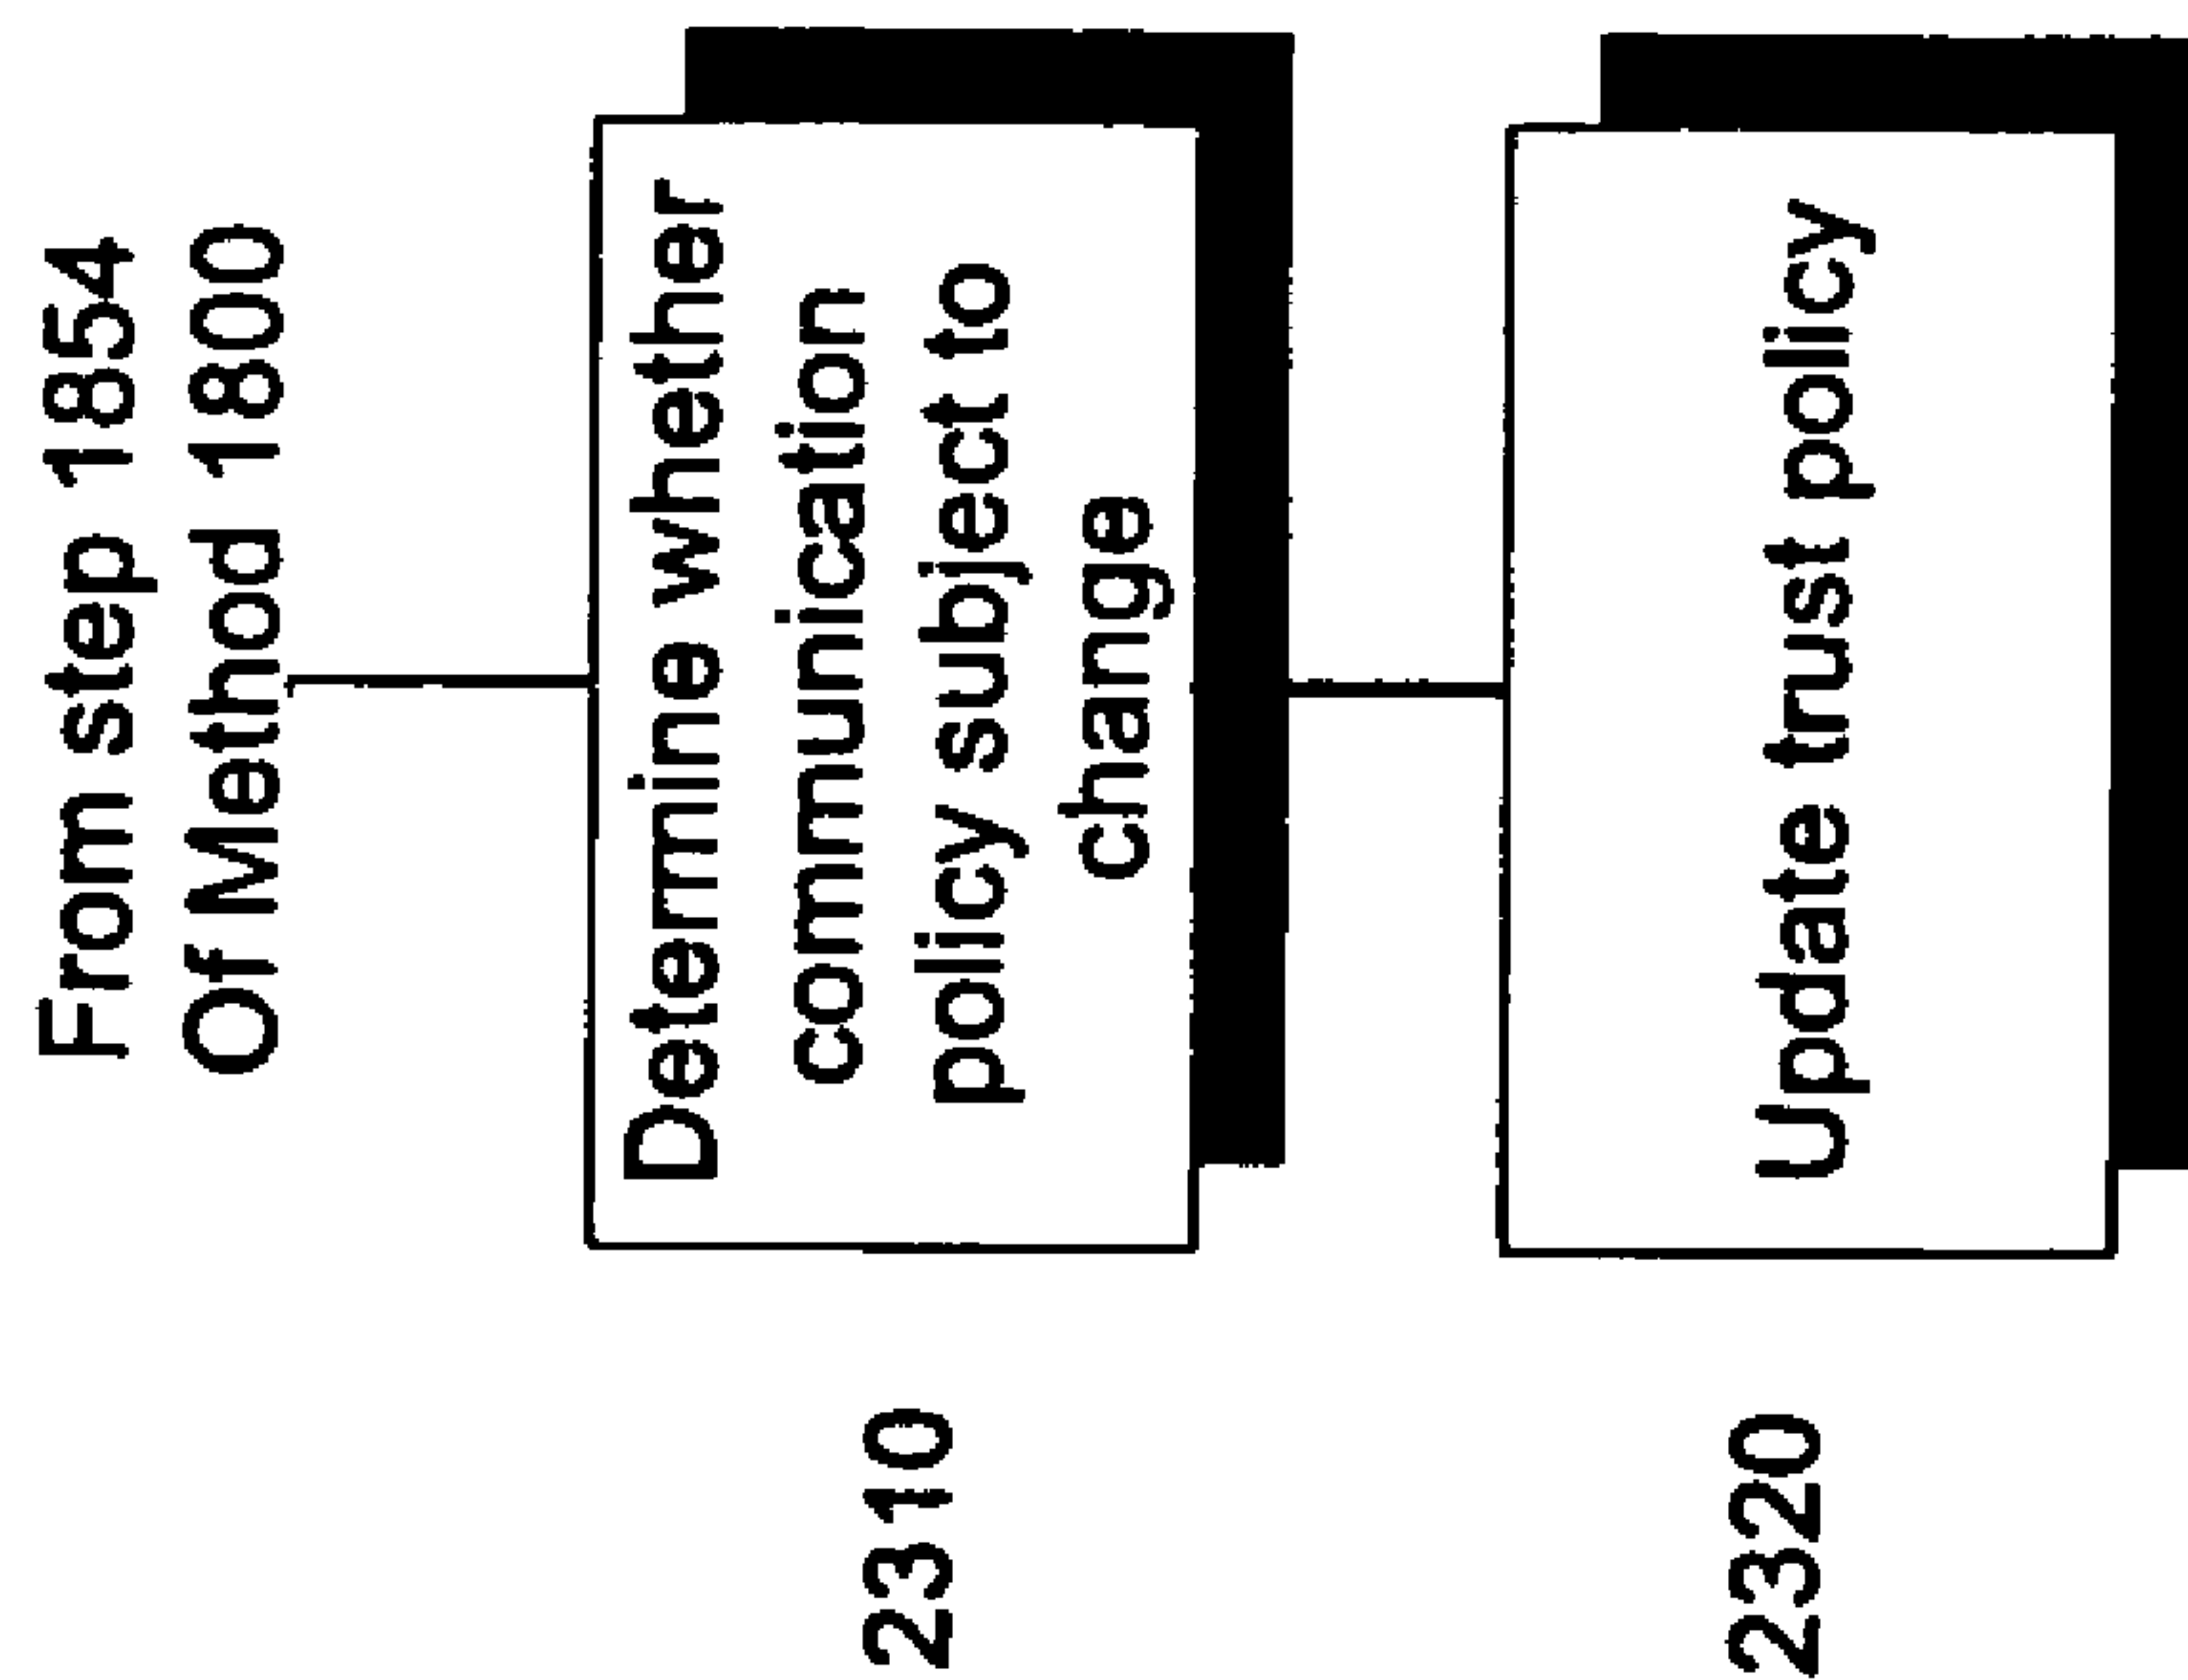 From step 1854
Of Method 1800
2310
Determine whether
communication
policy subject to
change
2320
Update trust policy